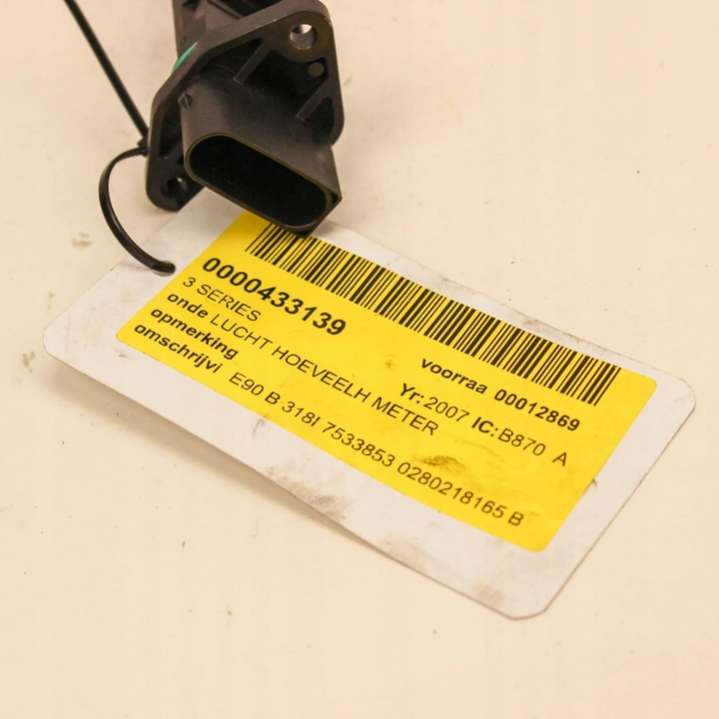 0000433139
voorraa 00012869
3 SERIES
Yr:2007 IC:B870 A
onde LUCHT HOEVEELH METER
opmerking
omschrijvi E90 B 318I 7533853 0280218165 B